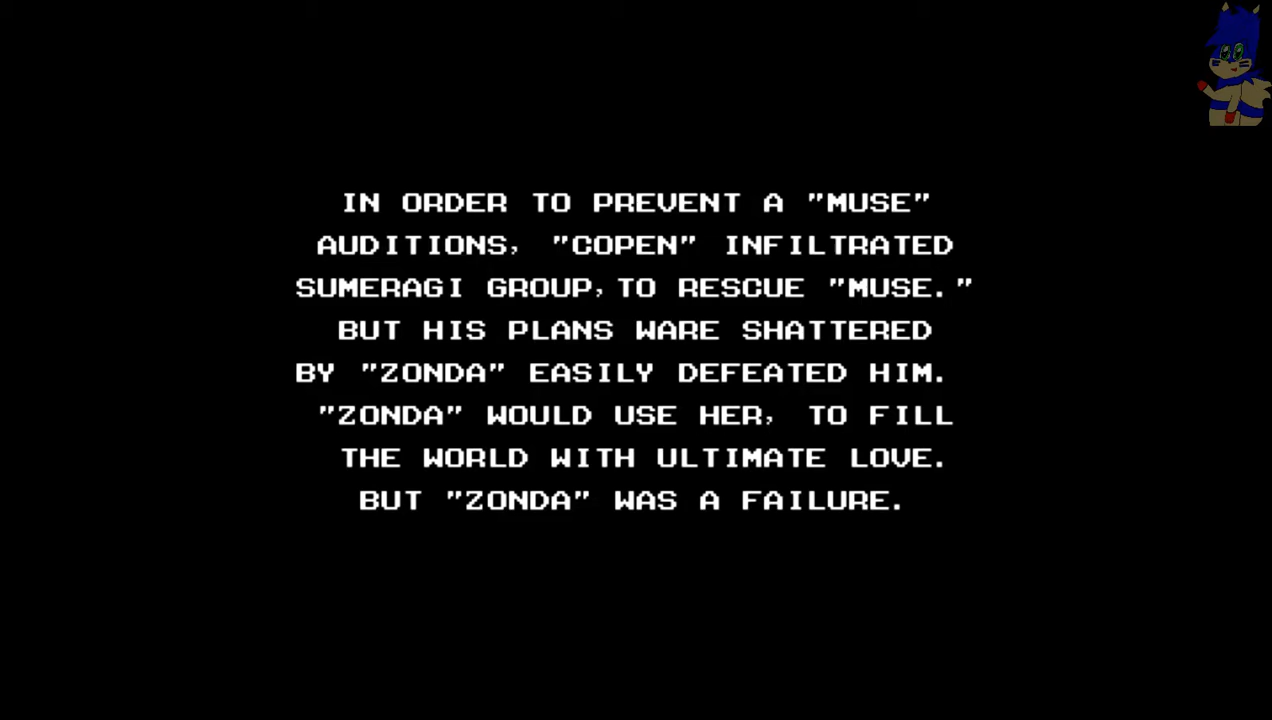 IN ORDER TO PREVENT A "MUSE"
AUDITIONS, "COPEN" INFILTRATED
SUMERAGI GROUP, TO RESCUE "MUSE."
BUT HIS PLANS WARE SHATTERED
BY "ZONDA" EASILY DEFEATED HIM.
"ZONDA" WOULD USE HER, TO FILL
THE WORLD WITH ULTIMATE LOVE.
BUT "ZONDA" WAS A FAILURE.